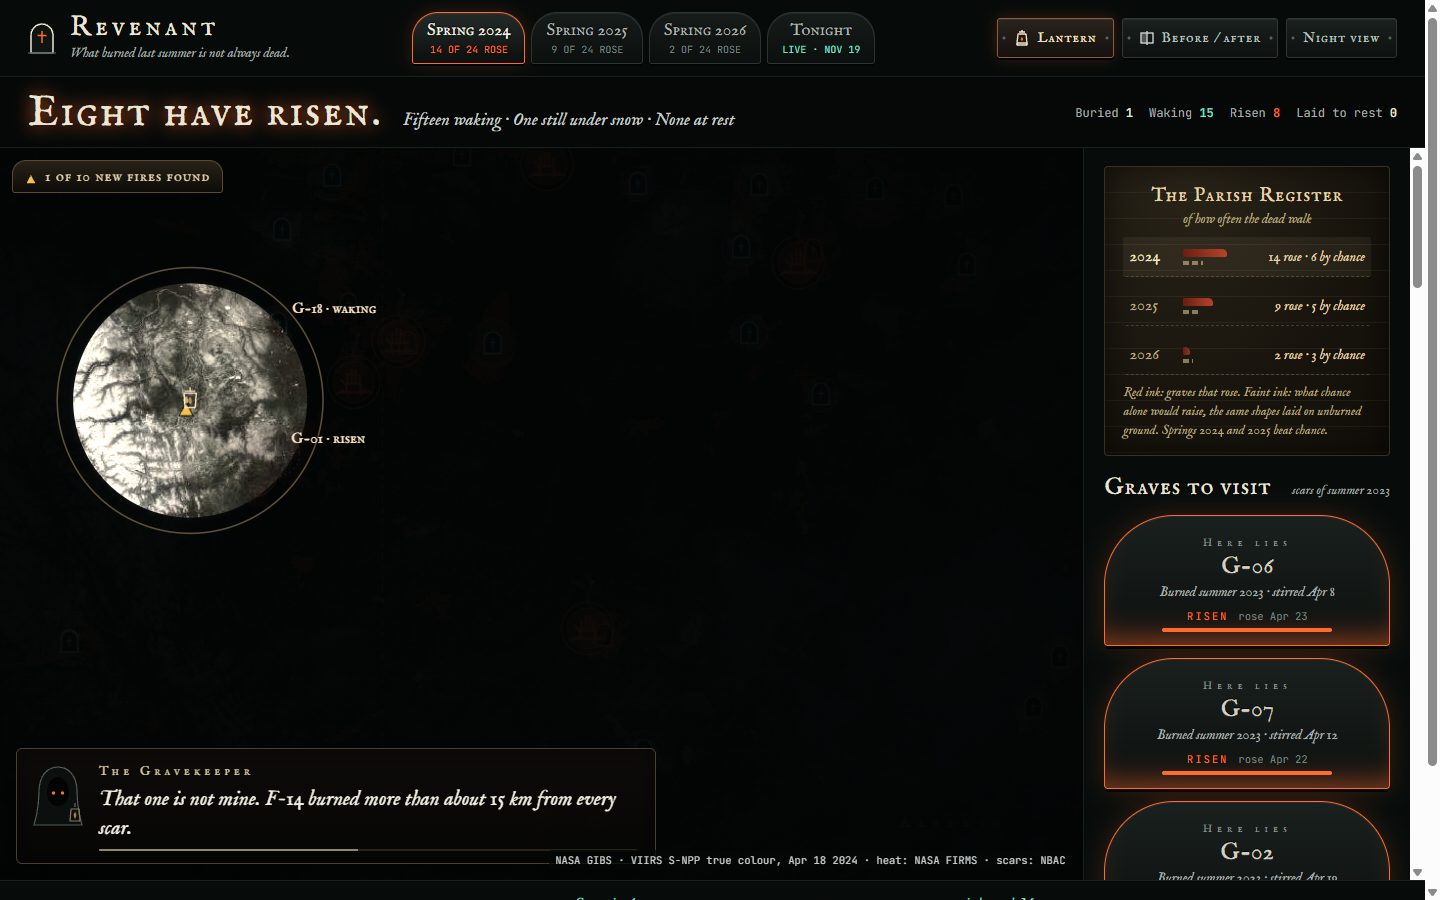 Revenant
What burned last summer is not always dead.
Spring 2024
14 OF 24 ROSE
Spring 2025
9 OF 24 ROSE
Spring 2026
2 OF 24 ROSE
Tonight
LIVE · NOV 19
Lantern
Before / after
Night view
Eight have risen.
Fifteen waking · One still under snow · None at rest
Buried 1 Waking 15 Risen 8 Laid to rest 0
1 of 10 new fires found
G-18 · waking
G-01 · risen
The Gravekeeper
That one is not mine. F-14 burned more than about 15 km from every
scar.
NASA GIBS · VIIRS S-NPP true colour, Apr 18 2024 · heat: NASA FIRMS · scars: NBAC
The Parish Register
of how often the dead walk
2024 14 rose · 6 by chance
2025 9 rose · 5 by chance
2026 2 rose · 3 by chance
Red ink: graves that rose. Faint ink: what chance
alone would raise, the same shapes laid on unburned
ground. Springs 2024 and 2025 beat chance.
Graves to visit
scars of summer 2023
Here lies
G-06
Burned summer 2023 · stirred Apr 8
RISEN rose Apr 23
Here lies
G-07
Burned summer 2023 · stirred Apr 12
RISEN rose Apr 22
Here lies
G-02
Burned summer 2023 · stirred Apr 19